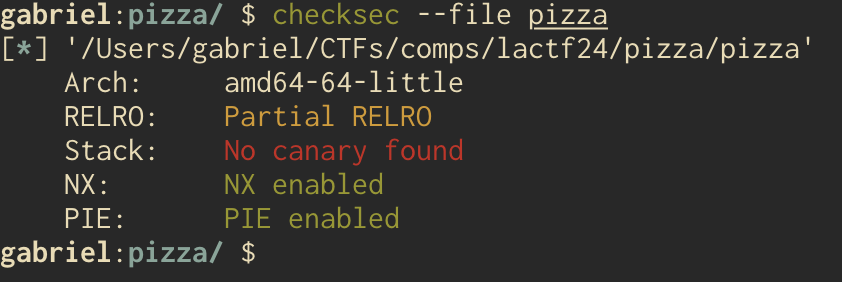 gabriel:pizza/ $ checksec --file pizza
[*] '/Users/gabriel/CTFs/comps/lactf24/pizza/pizza'
    Arch:     amd64-64-little
    RELRO:    Partial RELRO
    Stack:    No canary found
    NX:       NX enabled
    PIE:      PIE enabled
gabriel:pizza/ $